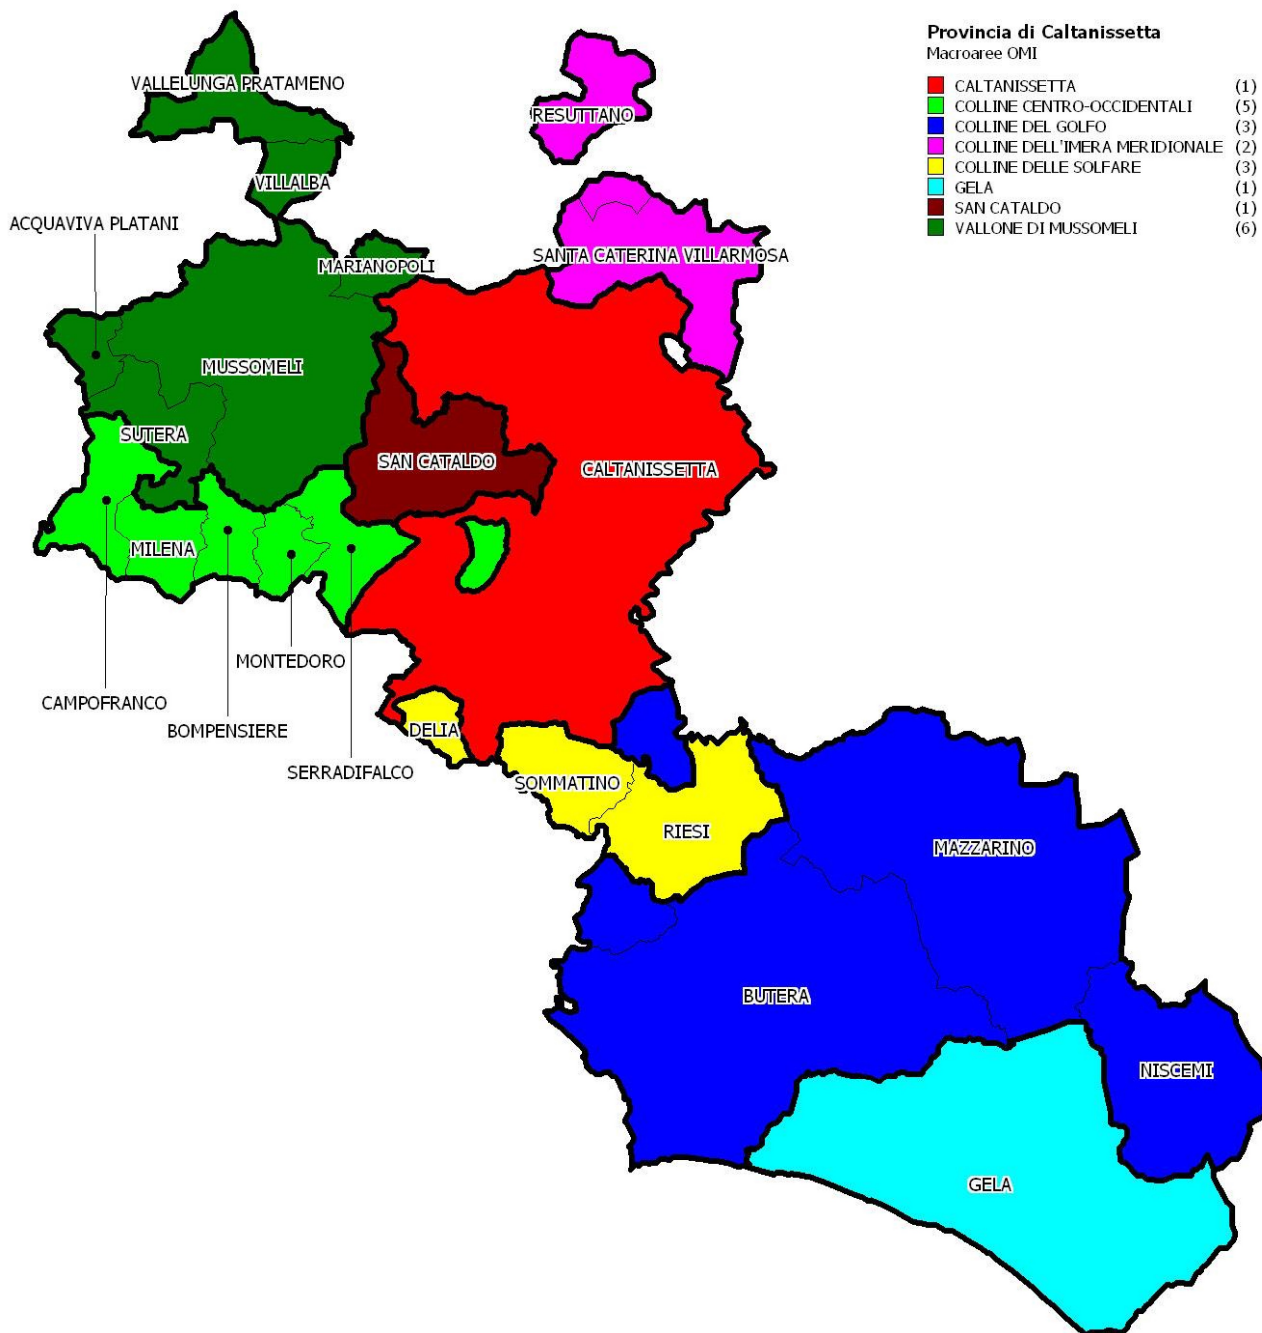 Provincia di Caltanissetta
Macroaree OMI
CALTANISSETTA (1)
COLLINE CENTRO-OCCIDENTALI (5)
COLLINE DEL GOLFO (3)
COLLINE DELL'IMERA MERIDIONALE (2)
COLLINE DELLE SOLFARE (3)
GELA (1)
SAN CATALDO (1)
VALLONE DI MUSSOMELI (6)
VALLELUNGA PRATAMENO
RESUTTANO
VILLALBA
ACQUAVIVA PLATANI
SANTA CATERINA VILLARMOSA
MARIANOPOLI
MUSSOMELI
SUTERA
SAN CATALDO
CALTANISSETTA
MILENA
MONTEDORO
CAMPOFRANCO
BOMPENSIERE
DELIA
SERRADIFALCO
SOMMATINO
RIESI
MAZZARINO
BUTERA
NISCEMI
GELA